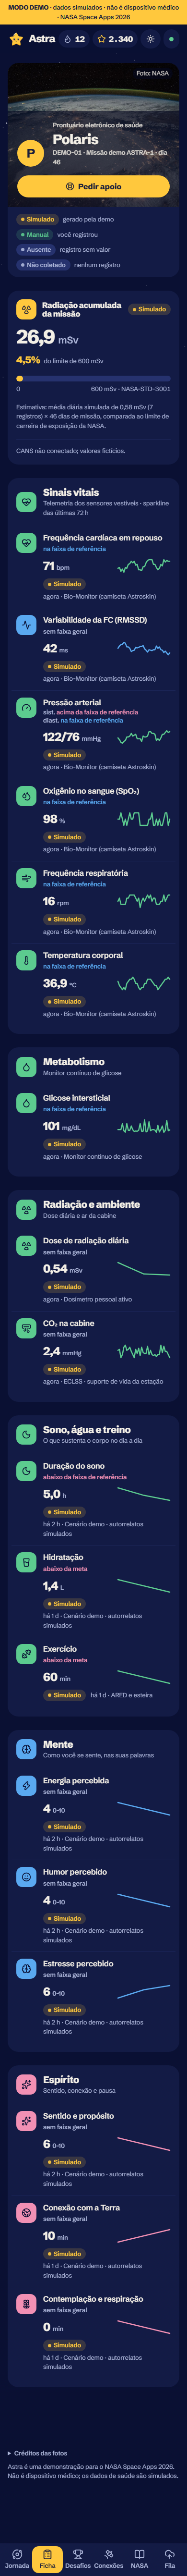 MODO DEMO · dados simulados · não é dispositivo médico
· NASA Space Apps 2026
Astra
12
2.340
Foto: NASA
P
Prontuário eletrônico de saúde
Polaris
DEMO-01 · Missão demo ASTRA-1 · dia
46
Pedir apoio
Simulado gerado pela demo
Manual você registrou
Ausente registro sem valor
Não coletado nenhum registro
Radiação acumulada
da missão
Simulado
26,9 mSv
4,5% do limite de 600 mSv
0
600 mSv · NASA-STD-3001
Estimativa: média diária simulada de 0,58 mSv (7
registros) × 46 dias de missão, comparada ao limite de
carreira de exposição da NASA.
CANS não conectado; valores fictícios.
Sinais vitais
Telemetria dos sensores vestíveis · sparkline
das últimas 72 h
Frequência cardíaca em repouso
na faixa de referência
71 bpm
Simulado
agora · Bio-Monitor (camiseta Astroskin)
Variabilidade da FC (RMSSD)
sem faixa geral
42 ms
Simulado
agora · Bio-Monitor (camiseta Astroskin)
Pressão arterial
sist. acima da faixa de referência
diast. na faixa de referência
122/76 mmHg
Simulado
agora · Bio-Monitor (camiseta Astroskin)
Oxigênio no sangue (SpO₂)
na faixa de referência
98 %
Simulado
agora · Bio-Monitor (camiseta Astroskin)
Frequência respiratória
na faixa de referência
16 rpm
Simulado
agora · Bio-Monitor (camiseta Astroskin)
Temperatura corporal
na faixa de referência
36,9 °C
Simulado
agora · Bio-Monitor (camiseta Astroskin)
Metabolismo
Monitor contínuo de glicose
Glicose intersticial
na faixa de referência
101 mg/dL
Simulado
agora · Monitor contínuo de glicose
Radiação e ambiente
Dose diária e ar da cabine
Dose de radiação diária
sem faixa geral
0,54 mSv
Simulado
agora · Dosímetro pessoal ativo
CO₂ na cabine
sem faixa geral
2,4 mmHg
Simulado
agora · ECLSS · suporte de vida da estação
Sono, água e treino
O que sustenta o corpo no dia a dia
Duração do sono
abaixo da faixa de referência
5,0 h
Simulado
há 2 h · Cenário demo · autorrelatos
simulados
Hidratação
abaixo da meta
1,4 L
Simulado
há 1 d · Cenário demo · autorrelatos
simulados
Exercício
abaixo da meta
60 min
Simulado há 1 d · ARED e esteira
Mente
Como você se sente, nas suas palavras
Energia percebida
sem faixa geral
4 0-10
Simulado
há 2 h · Cenário demo · autorrelatos
simulados
Humor percebido
sem faixa geral
4 0-10
Simulado
há 2 h · Cenário demo · autorrelatos
simulados
Estresse percebido
sem faixa geral
6 0-10
Simulado
há 2 h · Cenário demo · autorrelatos
simulados
Espírito
Sentido, conexão e pausa
Sentido e propósito
sem faixa geral
6 0-10
Simulado
há 2 h · Cenário demo · autorrelatos
simulados
Conexão com a Terra
sem faixa geral
10 min
Simulado
há 1 d · Cenário demo · autorrelatos
simulados
Contemplação e respiração
sem faixa geral
0 min
Simulado
há 1 d · Cenário demo · autorrelatos
simulados
Créditos das fotos
Astra é uma demonstração para o NASA Space Apps 2026.
Não é dispositivo médico; os dados de saúde são simulados.
Jornada
Ficha
Desafios
Conexões
NASA
Fila